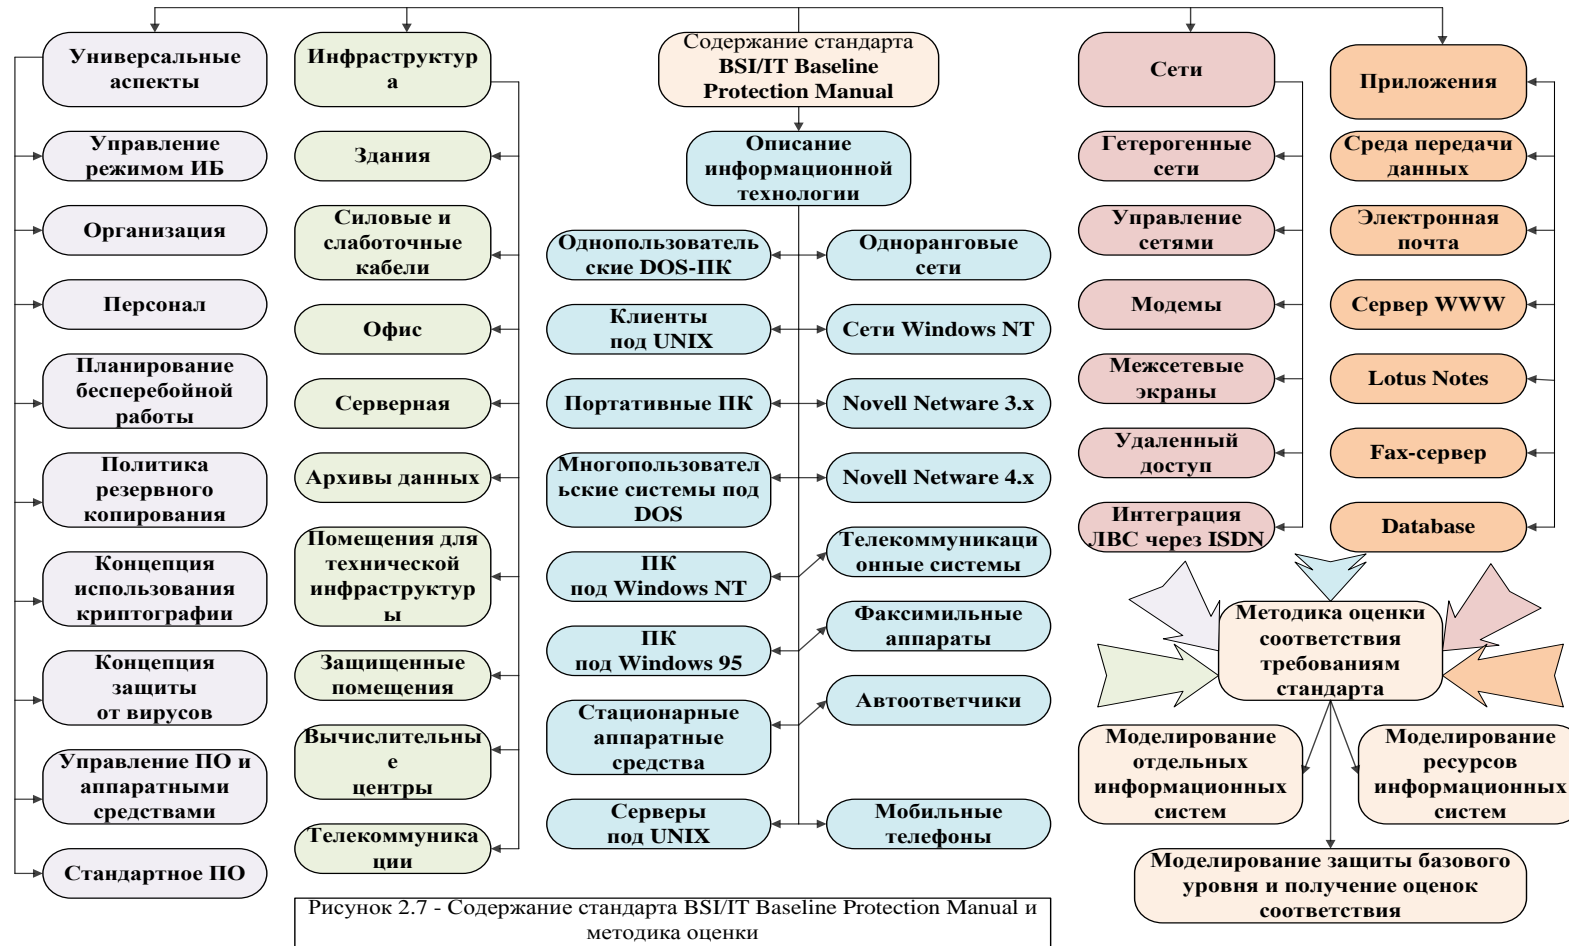 Универсальные
аспекты
Управление
режимом ИБ
Организация
Персонал
Планирование
бесперебойной
работы
Политика
резервного
копирования
Концепция
использования
криптографии
Концепция
защиты
от вирусов
Управление ПО и
аппаратными
средствами
Стандартное ПО
Инфраструктур
а
Здания
Силовые и
слаботочные
кабели
Офис
Серверная
Архивы данных
Помещения для
технической
инфраструктур
ы
Защищенные
помещения
Вычислительны
е
центры
Телекоммуника
ции
Содержание стандарта
BSI/IT Baseline
Protection Manual
Описание
информационной
технологии
Однопользователь
ские DOS-ПК
Клиенты
под UNIX
Портативные ПК
Многопользовател
ьские системы под
DOS
ПК
под Windows NT
ПК
под Windows 95
Стационарные
аппаратные
средства
Серверы
под UNIX
Одноранговые
сети
Сети Windows NT
Novell Netware 3.x
Novell Netware 4.x
Телекоммуникаци
онные системы
Факсимильные
аппараты
Автоответчики
Мобильные
телефоны
Сети
Гетерогенные
сети
Управление
сетями
Модемы
Межсетевые
экраны
Удаленный
доступ
Интеграция
ЛВС через ISDN
Приложения
Среда передачи
данных
Электронная
почта
Сервер WWW
Lotus Notes
Fax-сервер
Database
Методика оценки
соответствия
требованиям
стандарта
Моделирование
отдельных
информационных
систем
Моделирование
ресурсов
информационных
систем
Моделирование защиты базового
уровня и получение оценок
соответствия
Рисунок 2.7 - Содержание стандарта BSI/IT Baseline Protection Manual и
методика оценки